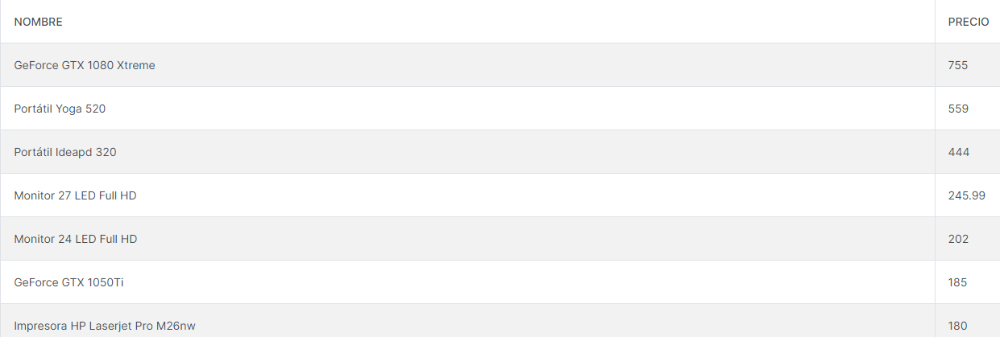 NOMBRE PRECIO
GeForce GTX 1080 Xtreme 755
Portátil Yoga 520 559
Portátil Ideapd 320 444
Monitor 27 LED Full HD 245.99
Monitor 24 LED Full HD 202
GeForce GTX 1050Ti 185
Impresora HP Laserjet Pro M26nw 180